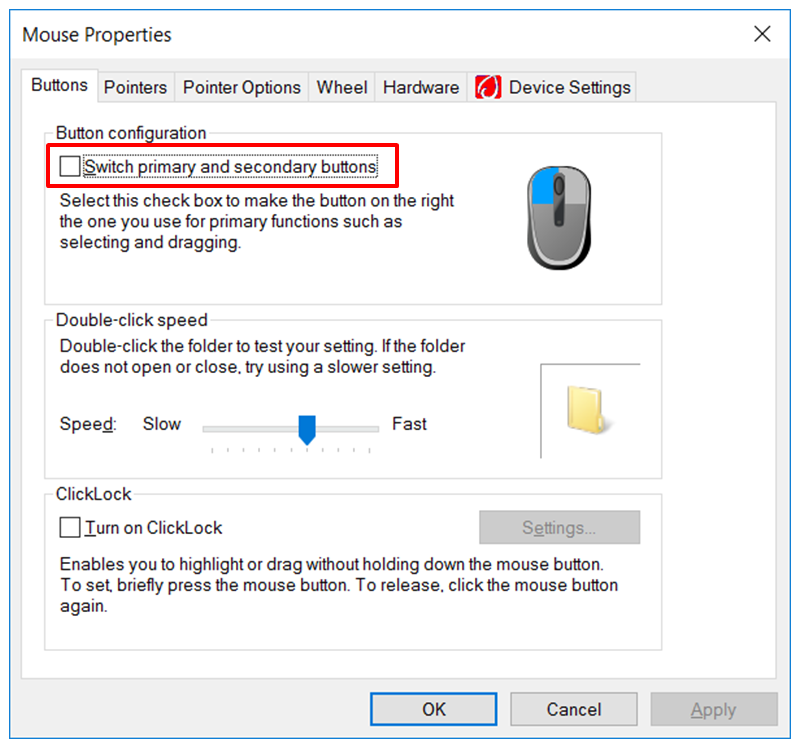 Mouse Properties
Buttons Pointers Pointer Options Wheel Hardware Device Settings
Button configuration
Switch primary and secondary buttons
Select this check box to make the button on the right
the one you use for primary functions such as
selecting and dragging.
Double-click speed
Double-click the folder to test your setting. If the folder
does not open or close, try using a slower setting.
Speed: Slow Fast
ClickLock
Turn on ClickLock Settings...
Enables you to highlight or drag without holding down the mouse button.
To set, briefly press the mouse button. To release, click the mouse button
again.
OK Cancel Apply